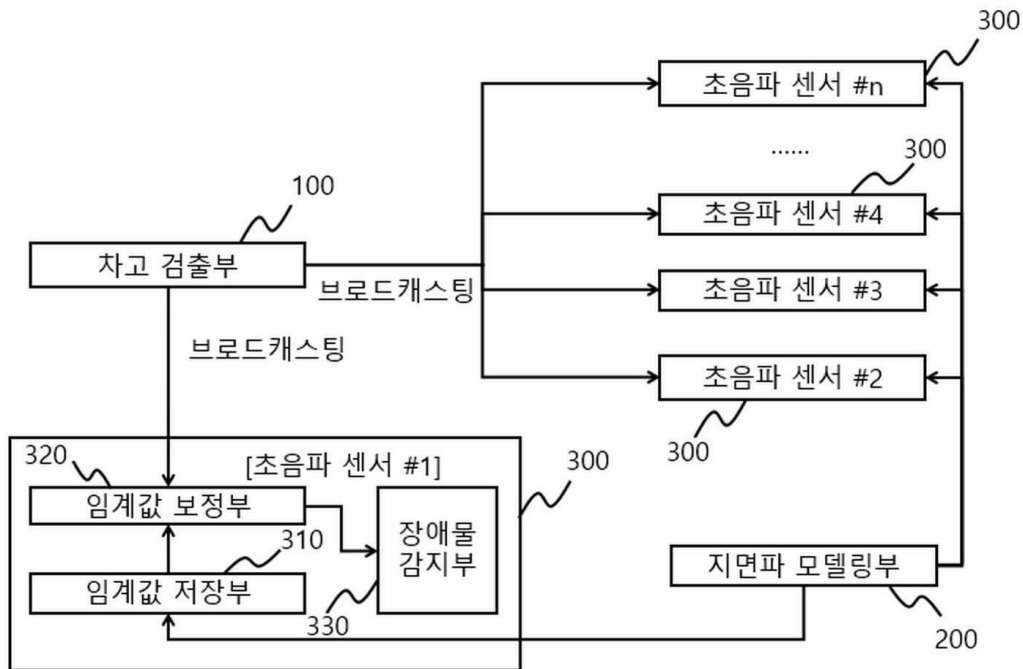 300
초음파 센서 #n
......
300
초음파 센서 #4
100
차고 검출부
브로드캐스팅
초음파 센서 #3
브로드캐스팅
초음파 센서 #2
300
320
[초음파 센서 #1]
300
임계값 보정부
장애물
감지부
310
임계값 저장부
330
지면파 모델링부
200